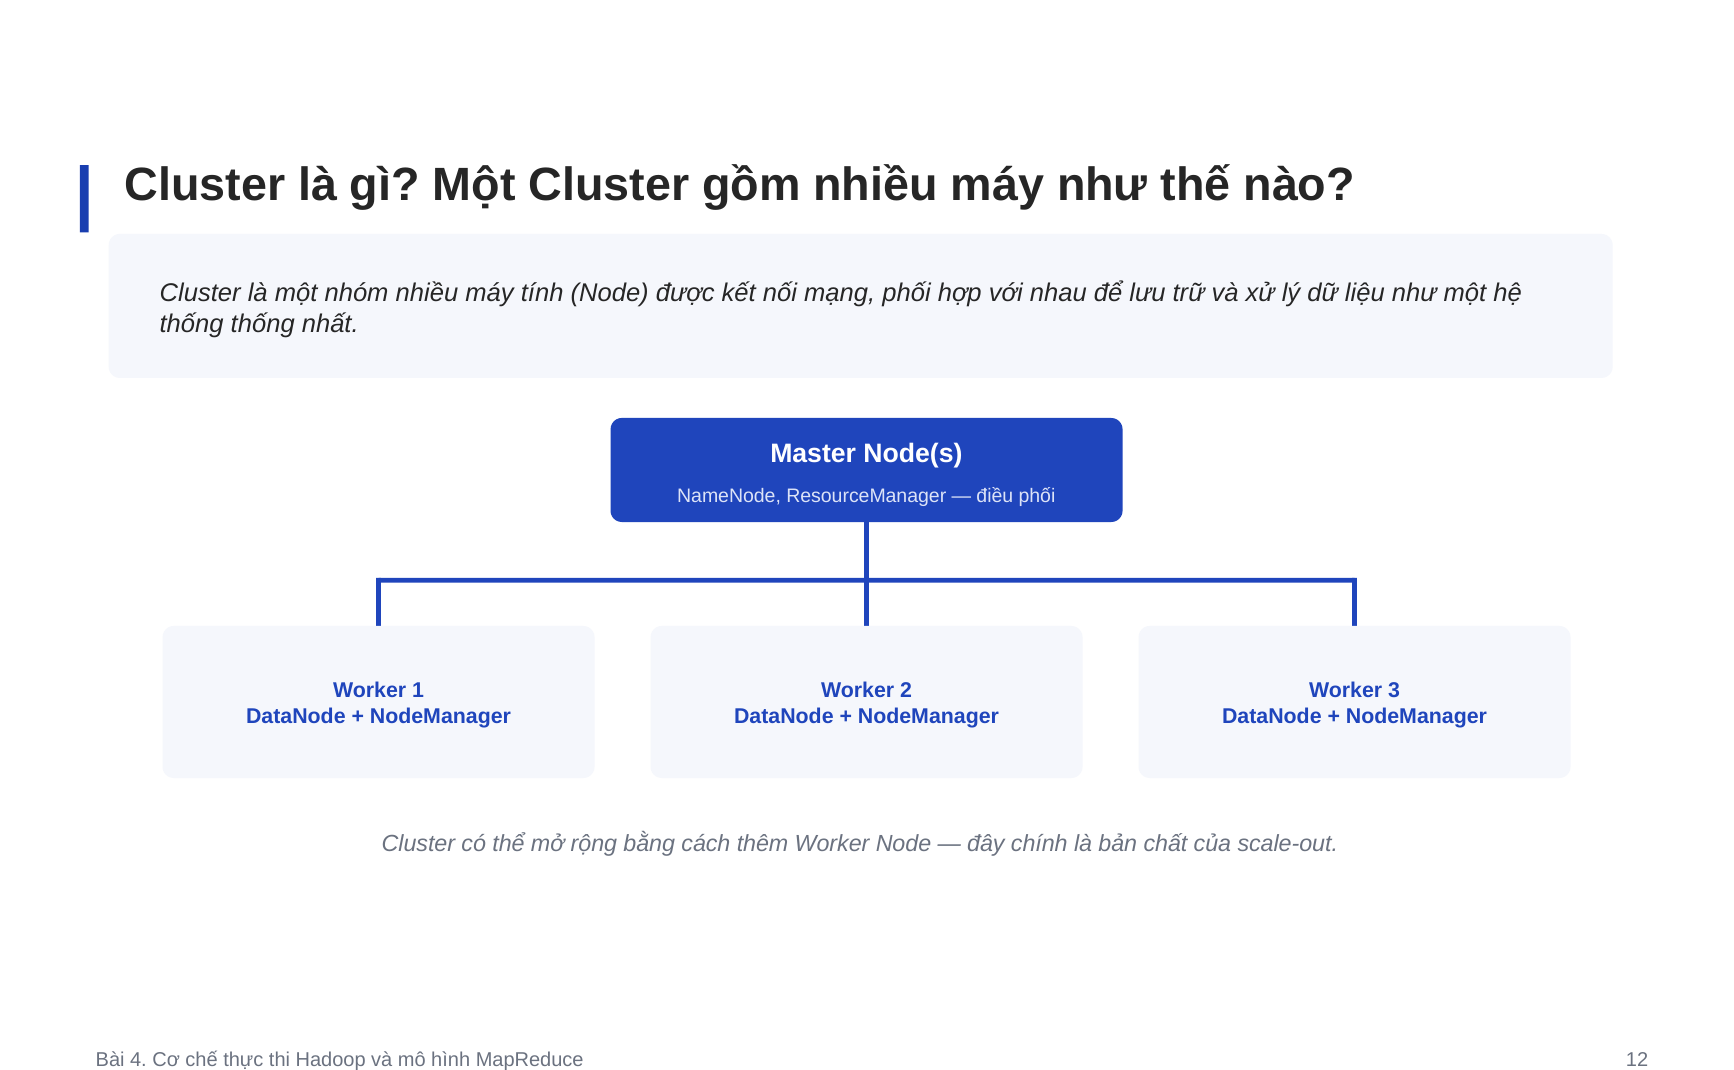 Cluster là gì? Một Cluster gồm nhiều máy như thế nào?
Cluster là một nhóm nhiều máy tính (Node) được kết nối mạng, phối hợp với nhau để lưu trữ và xử lý dữ liệu như một hệ
thống thống nhất.
Master Node(s)
NameNode, ResourceManager — điều phối
Worker 1
DataNode + NodeManager
Worker 2
DataNode + NodeManager
Worker 3
DataNode + NodeManager
Cluster có thể mở rộng bằng cách thêm Worker Node — đây chính là bản chất của scale-out.
Bài 4. Cơ chế thực thi Hadoop và mô hình MapReduce
12